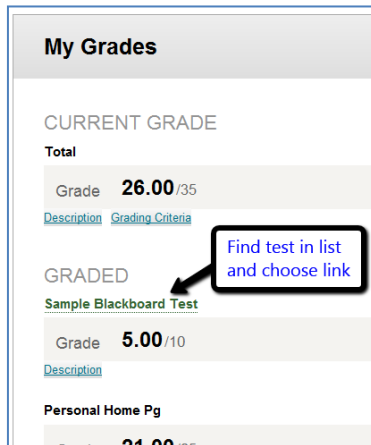 My Grades
CURRENT GRADE
Total
Grade 26.00/35
Description Grading Criteria
Find test in list
and choose link
GRADED
Sample Blackboard Test
Grade 5.00/10
Description
Personal Home Pg